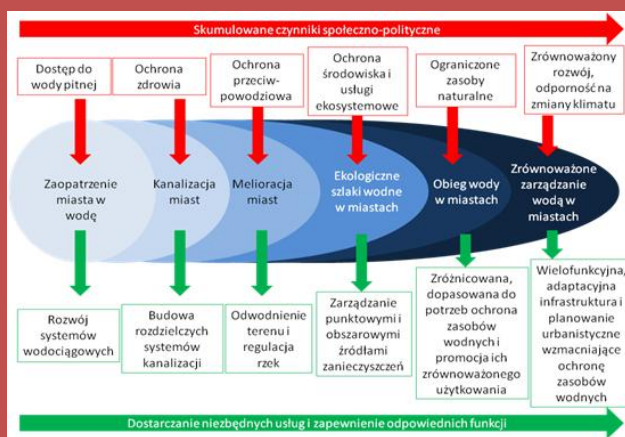 Skumulowane czynniki społeczno-polityczne
Dostęp do
wody pitnej
Ochrona
zdrowia
Ochrona
przeciw-
powodziowa
Ochrona
środowiska i
usługi
ekosystemowe
Ograniczone
zasoby
naturalne
Zrównoważony
rozwój,
odporność na
zmiany klimatu
Zaopatrzenie
miasta w
wodę
Kanalizacja
miast
Melioracja
miast
Ekologiczne
szlaki wodne
w miastach
Obieg wody
w miastach
Zrównoważone
zarządzanie
wodą w
miastach
Rozwój
systemów
wodociągowych
Budowa
rozdzielczych
systemów
kanalizacji
Odwodnienie
terenu i
regulacja
rzek
Zarządzanie
punktowymi i
obszarowymi
źródłami
zanieczyszczeń
Zróżnicowana,
dopasowana do
potrzeb ochrona
zasobów
wodnych i
promocja ich
zrównoważonego
użytkowania
Wielofunkcyjna,
adaptacyjna
infrastruktura i
planowanie
urbanistyczne
wzmacniające
ochronę
zasobów
wodnych
Dostarczanie niezbędnych usług i zapewnienie odpowiednich funkcji